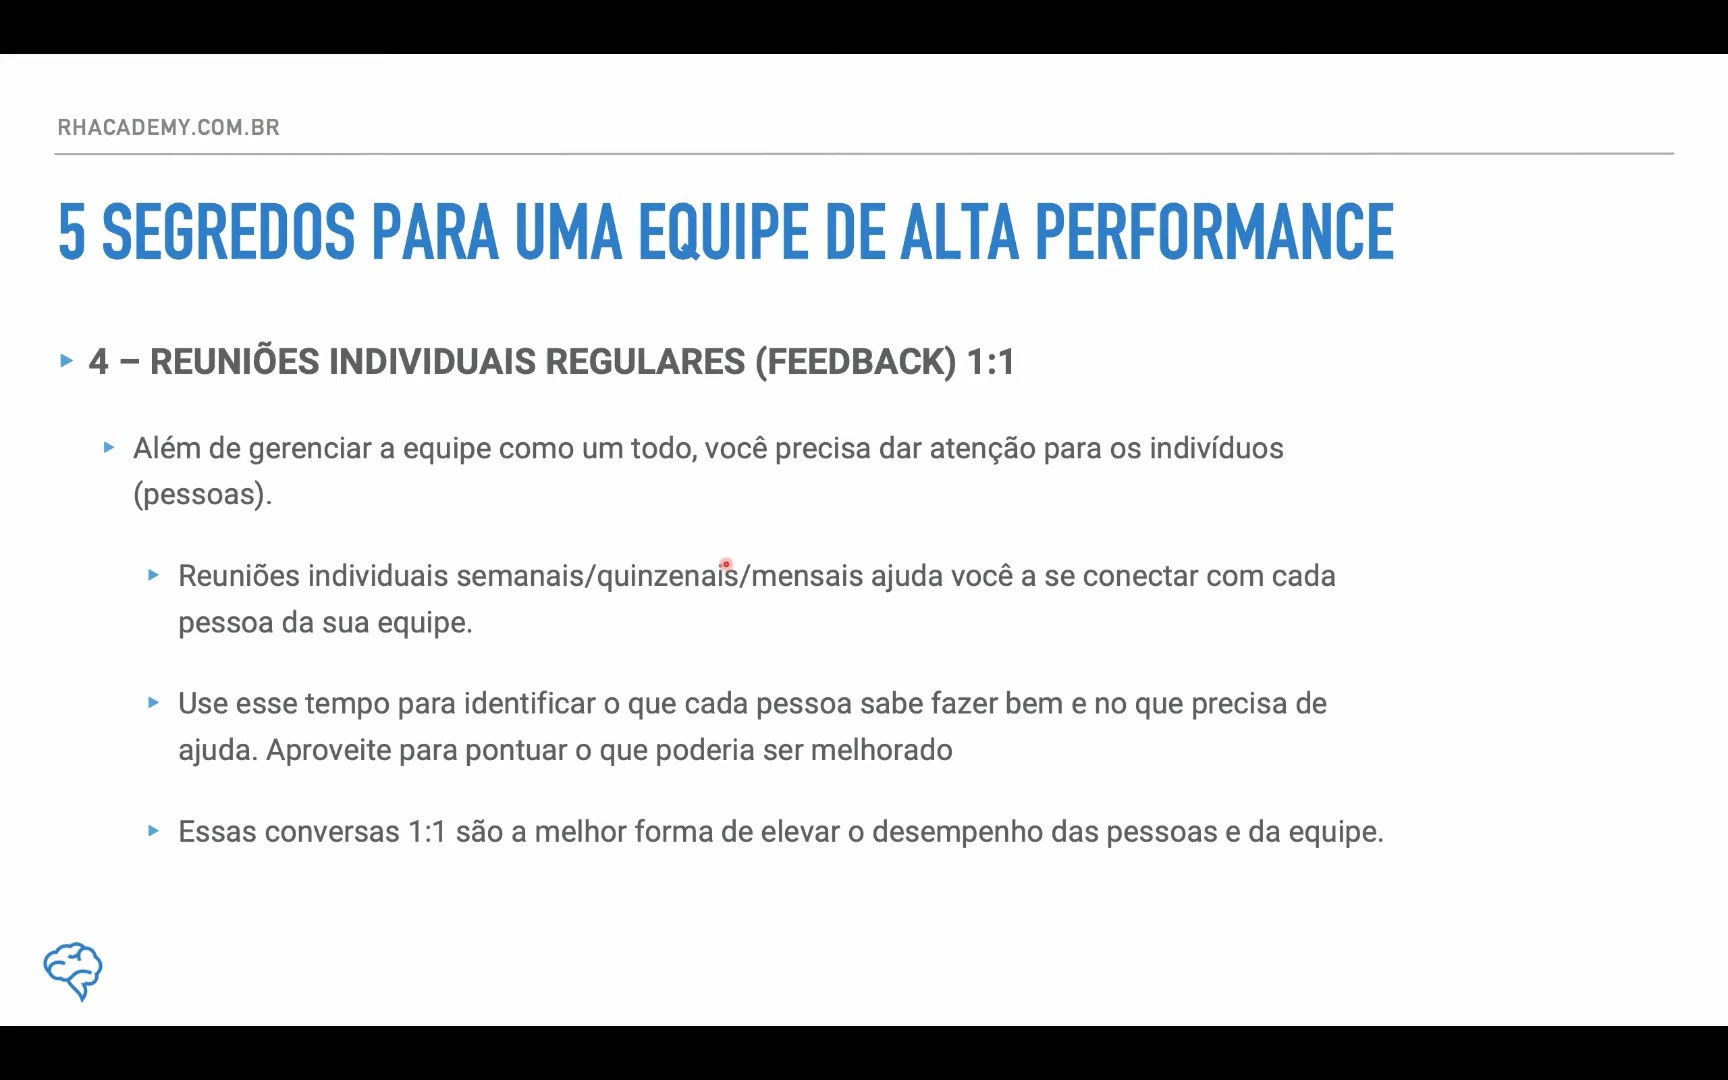 RHACADEMY.COM.BR
5 SEGREDOS PARA UMA EQUIPE DE ALTA PERFORMANCE
4 – REUNIÕES INDIVIDUAIS REGULARES (FEEDBACK) 1:1
Além de gerenciar a equipe como um todo, você precisa dar atenção para os indivíduos
(pessoas).
Reuniões individuais semanais/quinzenais/mensais ajuda você a se conectar com cada
pessoa da sua equipe.
Use esse tempo para identificar o que cada pessoa sabe fazer bem e no que precisa de
ajuda. Aproveite para pontuar o que poderia ser melhorado
Essas conversas 1:1 são a melhor forma de elevar o desempenho das pessoas e da equipe.